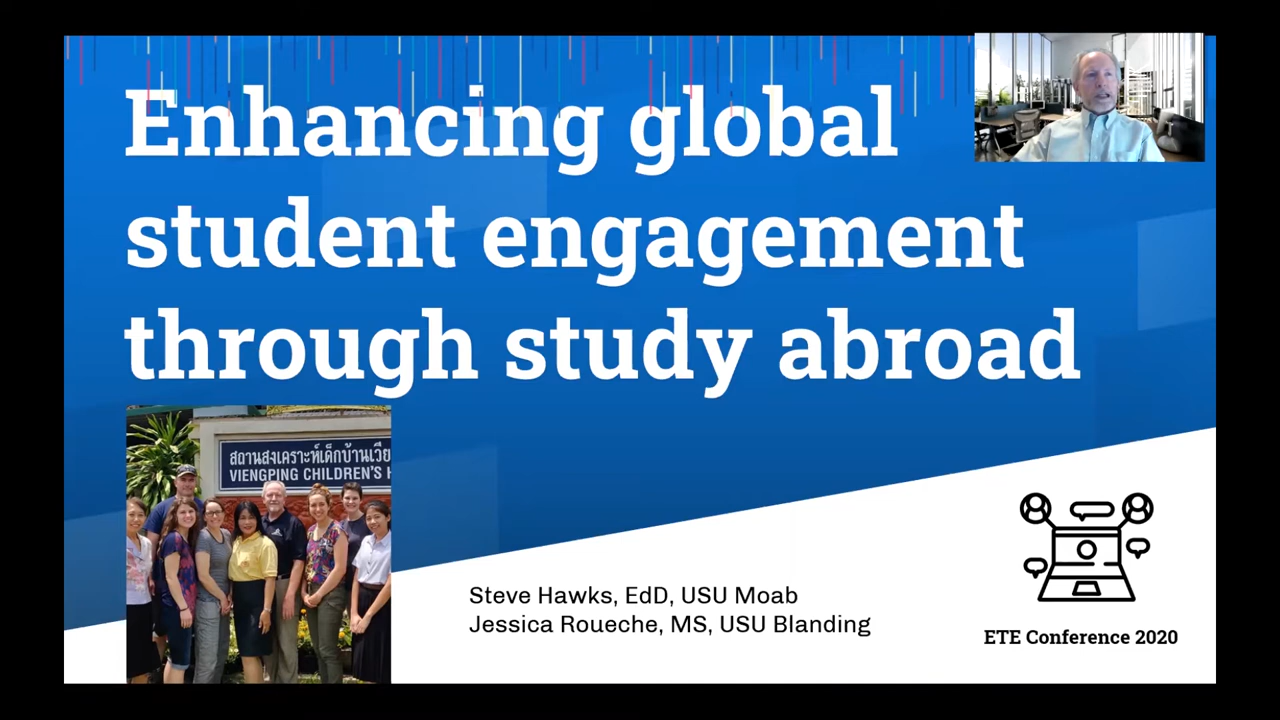 Enhancing global
student engagement
through study abroad
สถานสงเคราะห์เด็กบ้านเวีย
VIENGPING CHILDREN'S H
Steve Hawks, EdD, USU Moab
Jessica Roueche, MS, USU Blanding
ETE Conference 2020